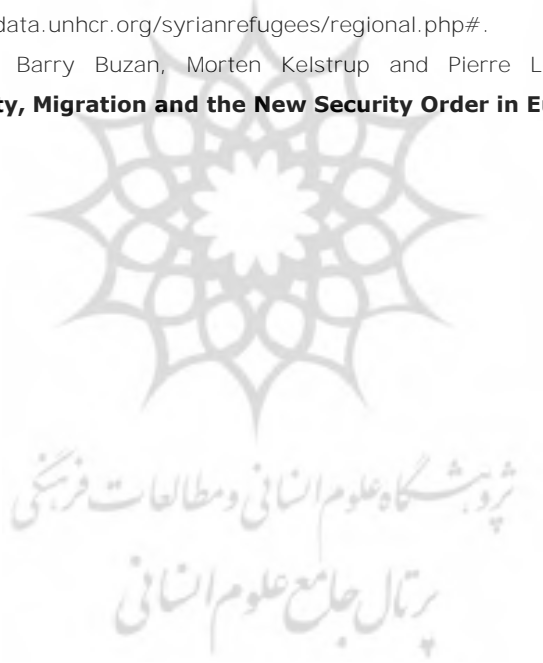 data.unhcr.org/syrianrefugees/regional.php#.
Barry Buzan, Morten Kelstrup and Pierre L
ty, Migration and the New Security Order in E
پژوهشگاه علوم انسانی و مطالعات فرهنگی
پرتال جامع علوم انسانی